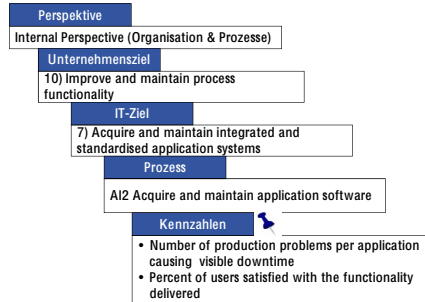 Perspektive
Internal Perspective (Organisation & Prozesse)
Unternehmensziel
10) Improve and maintain process
functionality
IT-Ziel
7) Acquire and maintain integrated and
standardised application systems
Prozess
AI2 Acquire and maintain application software
Kennzahlen
• Number of production problems per application
causing visible downtime
• Percent of users satisfied with the functionality
delivered